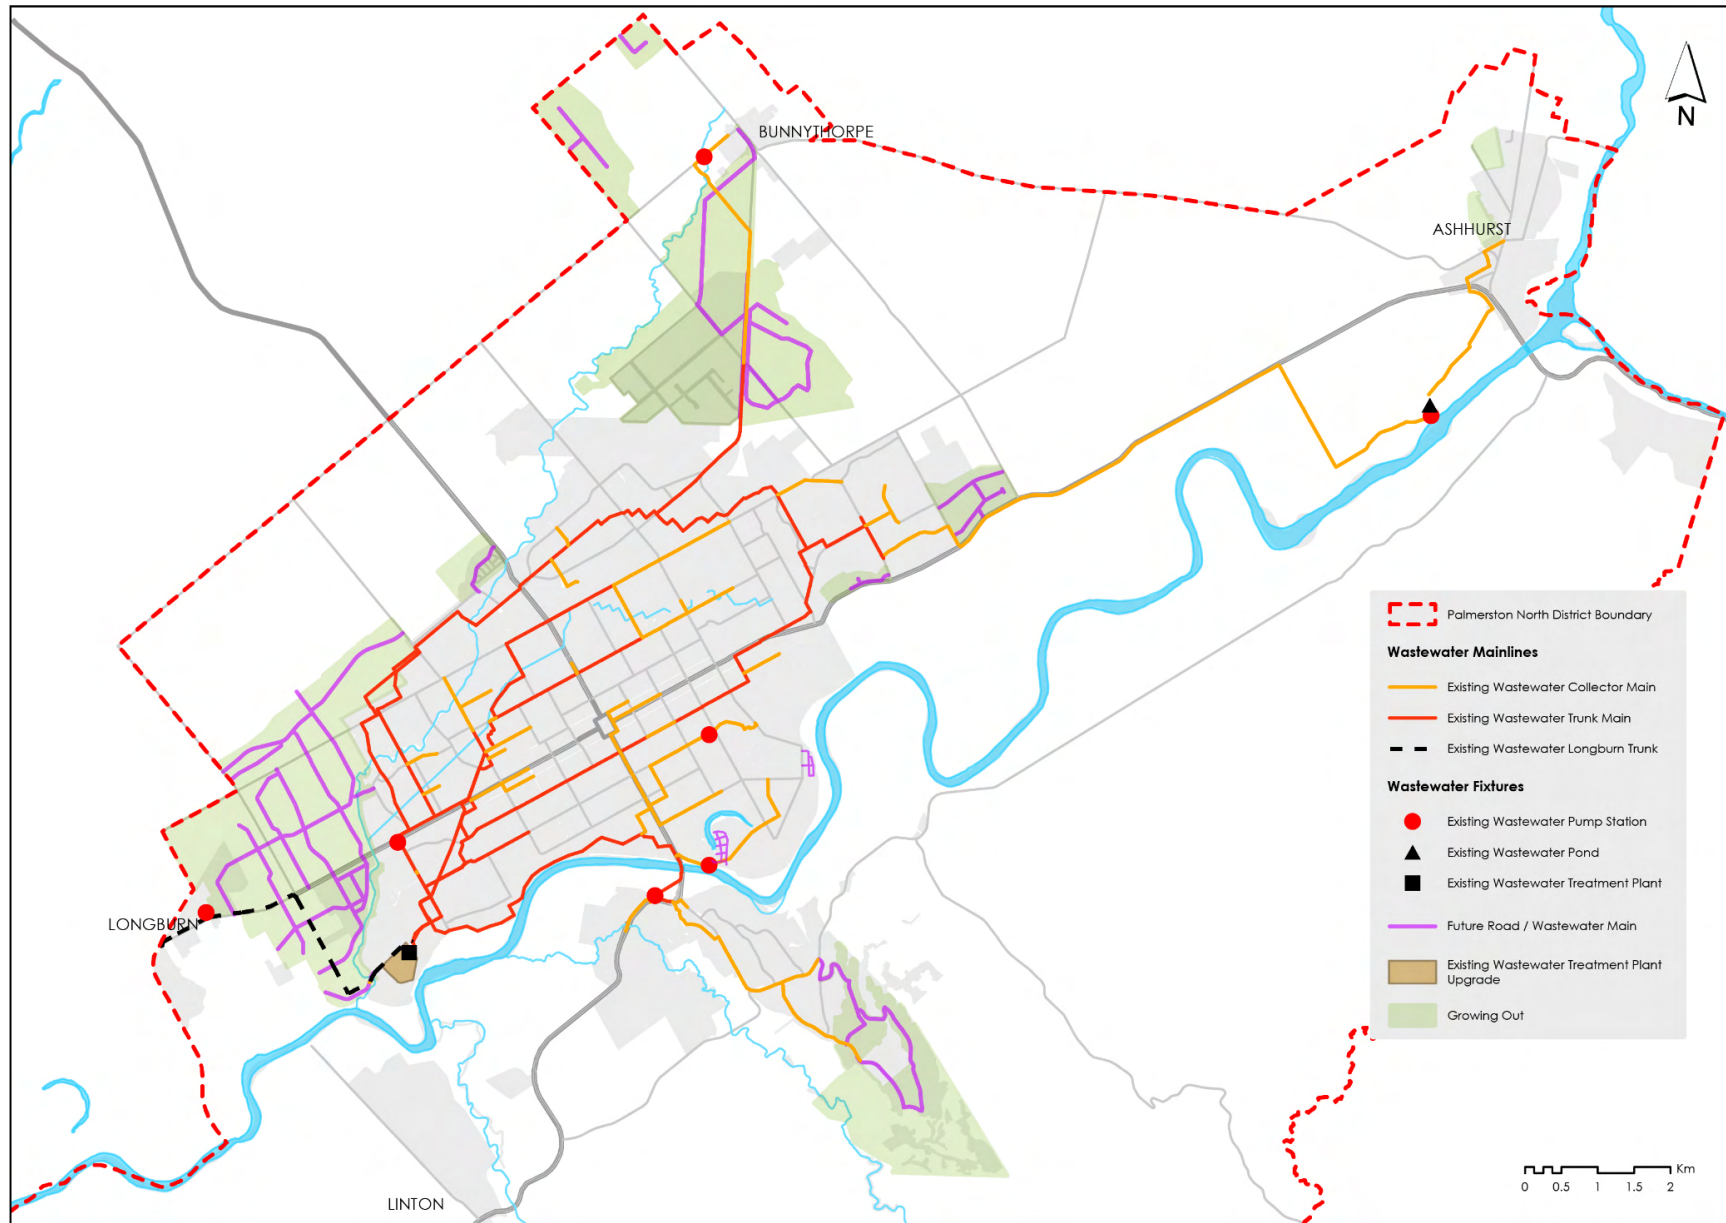 N
BUNNYTHORPE
ASHHURST
LONGBURN
LINTON
Palmerston North District Boundary
Wastewater Mainlines
Existing Wastewater Collector Main
Existing Wastewater Trunk Main
Existing Wastewater Longburn Trunk
Wastewater Fixtures
Existing Wastewater Pump Station
Existing Wastewater Pond
Existing Wastewater Treatment Plant
Future Road / Wastewater Main
Existing Wastewater Treatment Plant
Upgrade
Growing Out
Km
0 0.5 1 1.5 2